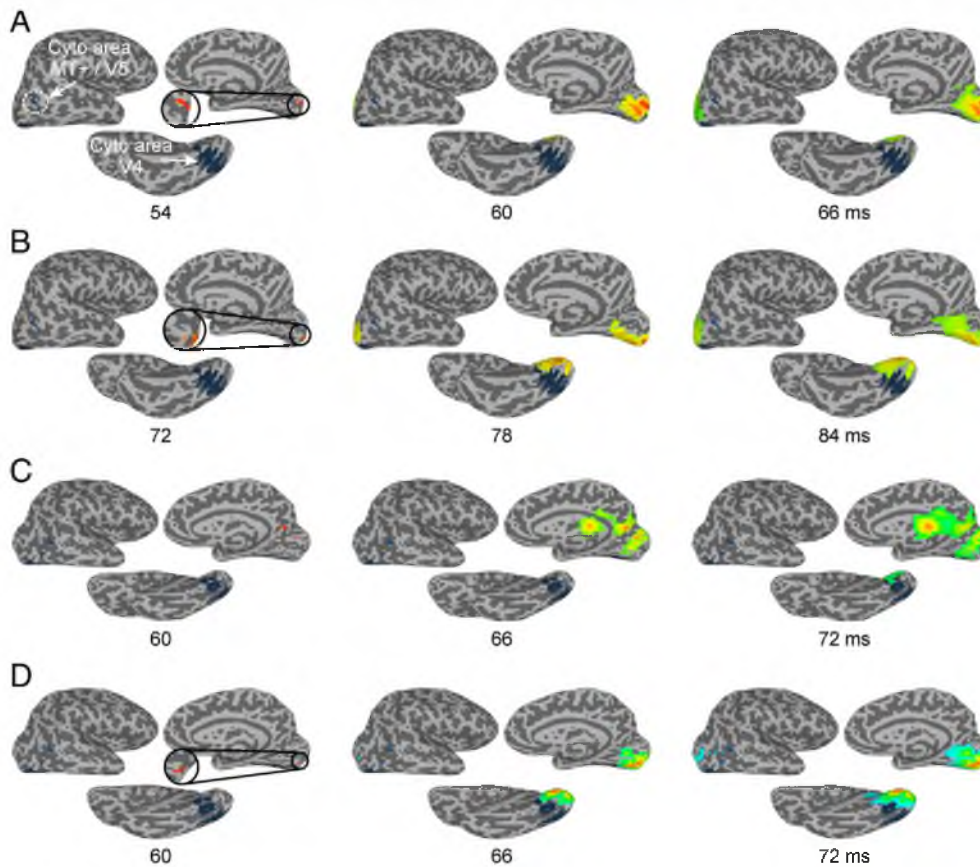 A
Cyto area
MT+ / V5
Cyto area
V4
54 60 66 ms
B
72 78 84 ms
C
60 66 72 ms
D
60 66 72 ms